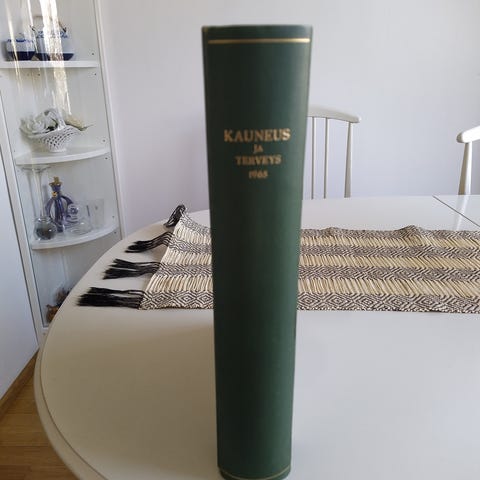 KAUNEUS
JA
TERVEYS
1968